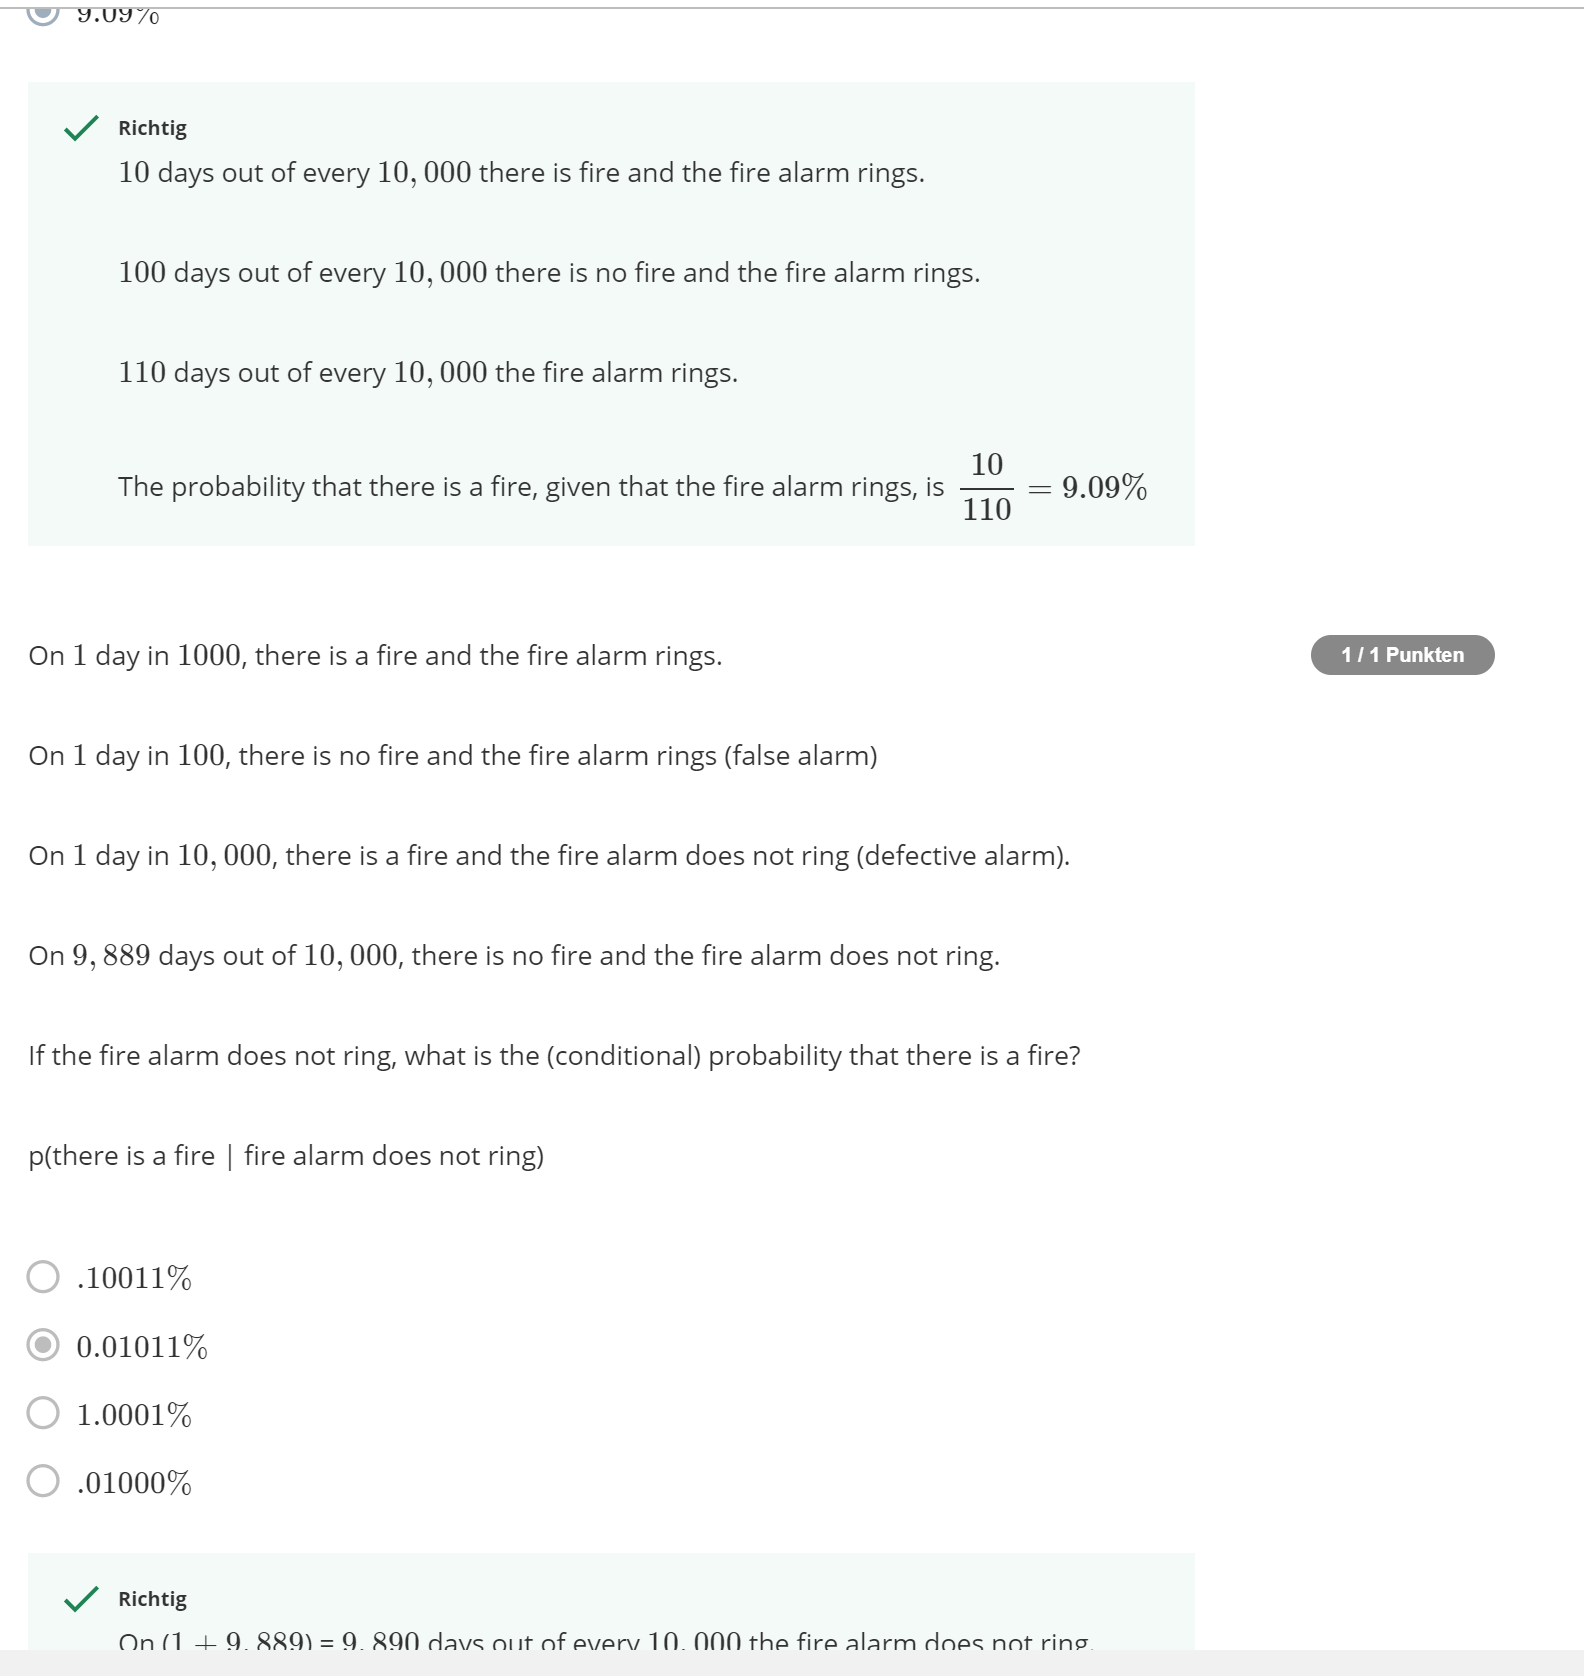 9.09%
Richtig
10 days out of every 10, 000 there is fire and the fire alarm rings.
100 days out of every 10, 000 there is no fire and the fire alarm rings.
110 days out of every 10, 000 the fire alarm rings.
The probability that there is a fire, given that the fire alarm rings, is 10/110 = 9.09%
On 1 day in 1000, there is a fire and the fire alarm rings.
1 / 1 Punkten
On 1 day in 100, there is no fire and the fire alarm rings (false alarm)
On 1 day in 10, 000, there is a fire and the fire alarm does not ring (defective alarm).
On 9, 889 days out of 10, 000, there is no fire and the fire alarm does not ring.
If the fire alarm does not ring, what is the (conditional) probability that there is a fire?
p(there is a fire | fire alarm does not ring)
.10011%
0.01011%
1.0001%
.01000%
Richtig
On (1 + 9, 889) = 9, 890 days out of every 10, 000 the fire alarm does not ring.